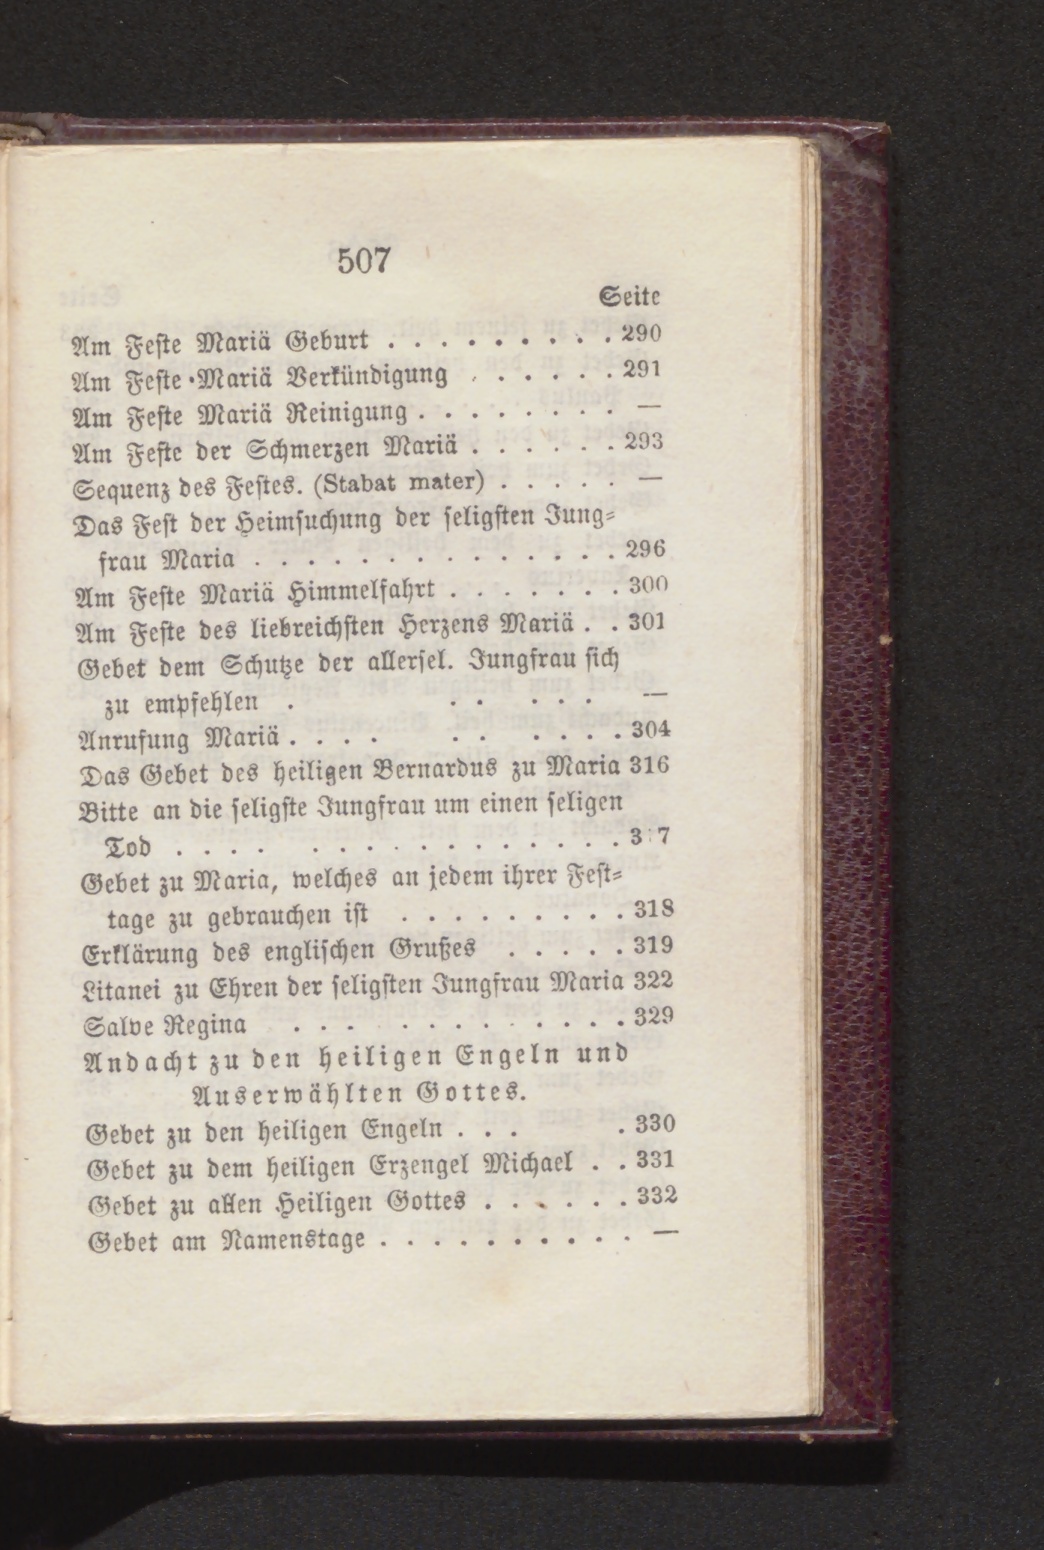 507
Seite
Am Feste Mariä Geburt . . . . . . . . . 290
Am Feste Mariä Verkündigung . . . . . . 291
Am Feste Mariä Reinigung . . . . . . . . —
Am Feste der Schmerzen Mariä . . . . . . 293
Sequenz des Festes. (Stabat mater) . . . . . —
Das Fest der Heimsuchung der seligsten Jung-
frau Maria . . . . . . . . . . . . . . 296
Am Feste Mariä Himmelfahrt . . . . . . . 300
Am Feste des liebreichsten Herzens Mariä . . 301
Gebet dem Schutze der allersel. Jungfrau sich
zu empfehlen . . . . . . —
Anrufung Mariä . . . . . . . . . . 304
Das Gebet des heiligen Bernardus zu Maria 316
Bitte an die seligste Jungfrau um einen seligen
Tod . . . . . . . . . . . . . . . . 3 7
Gebet zu Maria, welches an jedem ihrer Fest-
tage zu gebrauchen ist . . . . . . . . . 318
Erklärung des englischen Grußes . . . . . 319
Litanei zu Ehren der seligsten Jungfrau Maria 322
Salve Regina . . . . . . . . . . . . 329
Andacht zu den heiligen Engeln und
Auserwählten Gottes.
Gebet zu den heiligen Engeln . . . . 330
Gebet zu dem heiligen Erzengel Michael . . 331
Gebet zu allen Heiligen Gottes . . . . . . 332
Gebet am Namenstage . . . . . . . . . . —